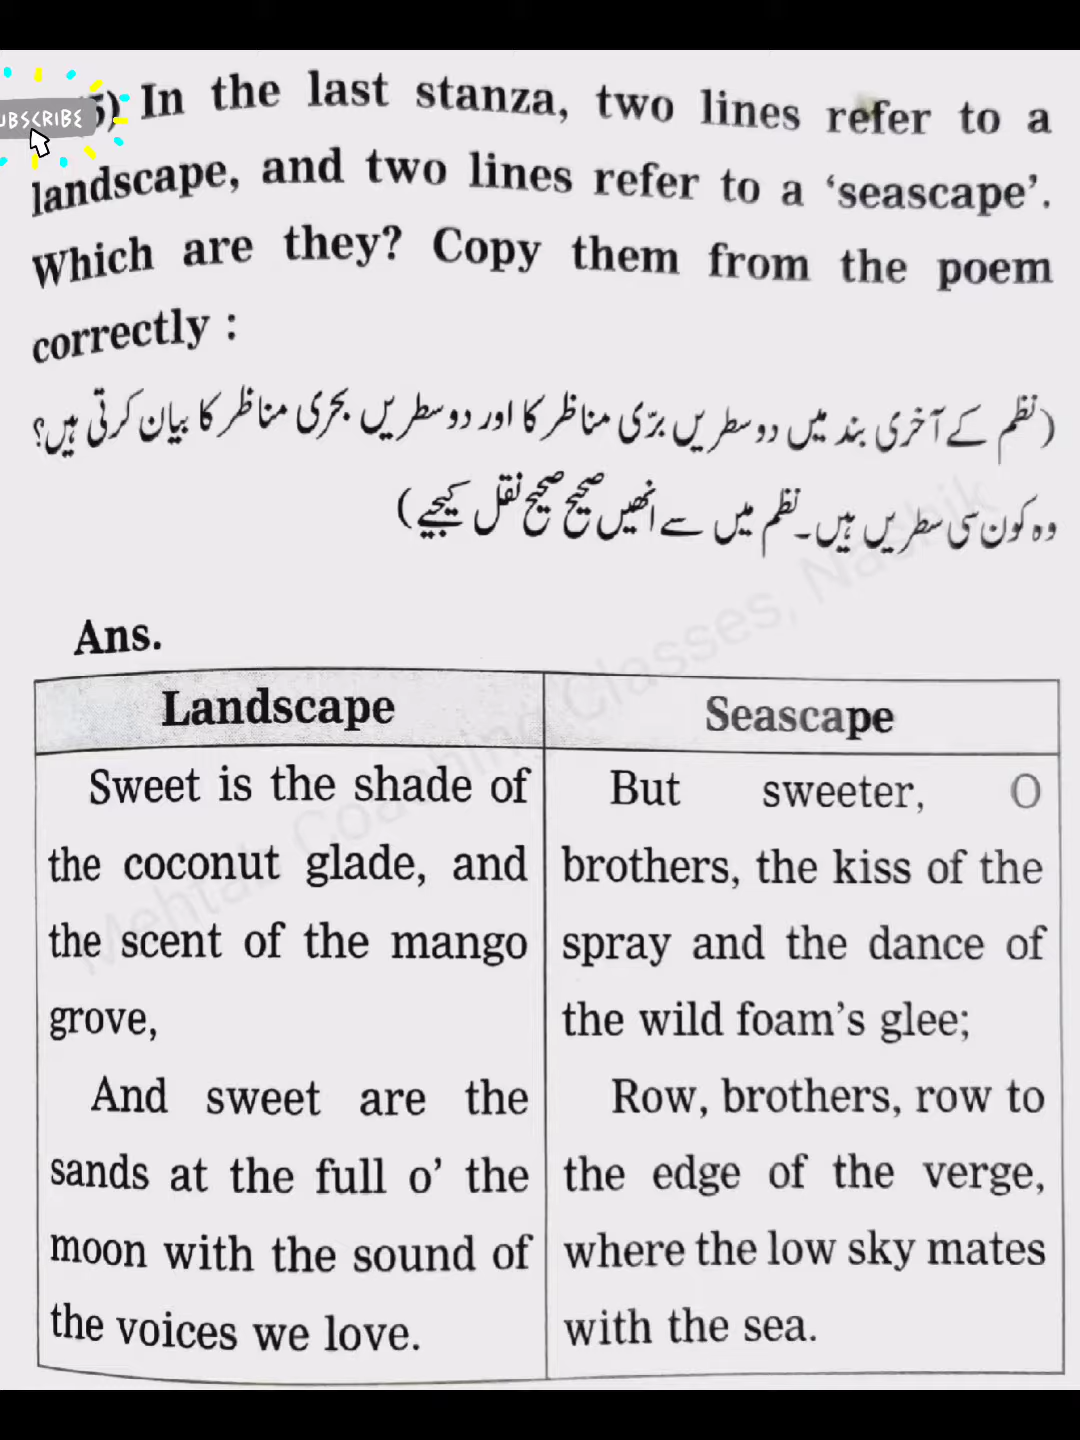 UBSCRIBE
5) In the last stanza, two lines refer to a
landscape, and two lines refer to a ‘seascape’.
Which are they? Copy them from the poem
correctly :
(نظم کے آخری بند میں دو سطریں برّی مناظر کا اور دو سطریں بحری مناظر کا بیان کرتی ہیں؟
وہ کون سی سطریں ہیں۔ نظم میں سے انھیں صحیح صحیح نقل کیجیے)
Ans.
Landscape
Sweet is the shade of
the coconut glade, and
the scent of the mango
grove,
And sweet are the
sands at the full o’ the
moon with the sound of
the voices we love.
Seascape
But sweeter, O
brothers, the kiss of the
spray and the dance of
the wild foam’s glee;
Row, brothers, row to
the edge of the verge,
where the low sky mates
with the sea.
Mehtab Coaching Classes, Nashik